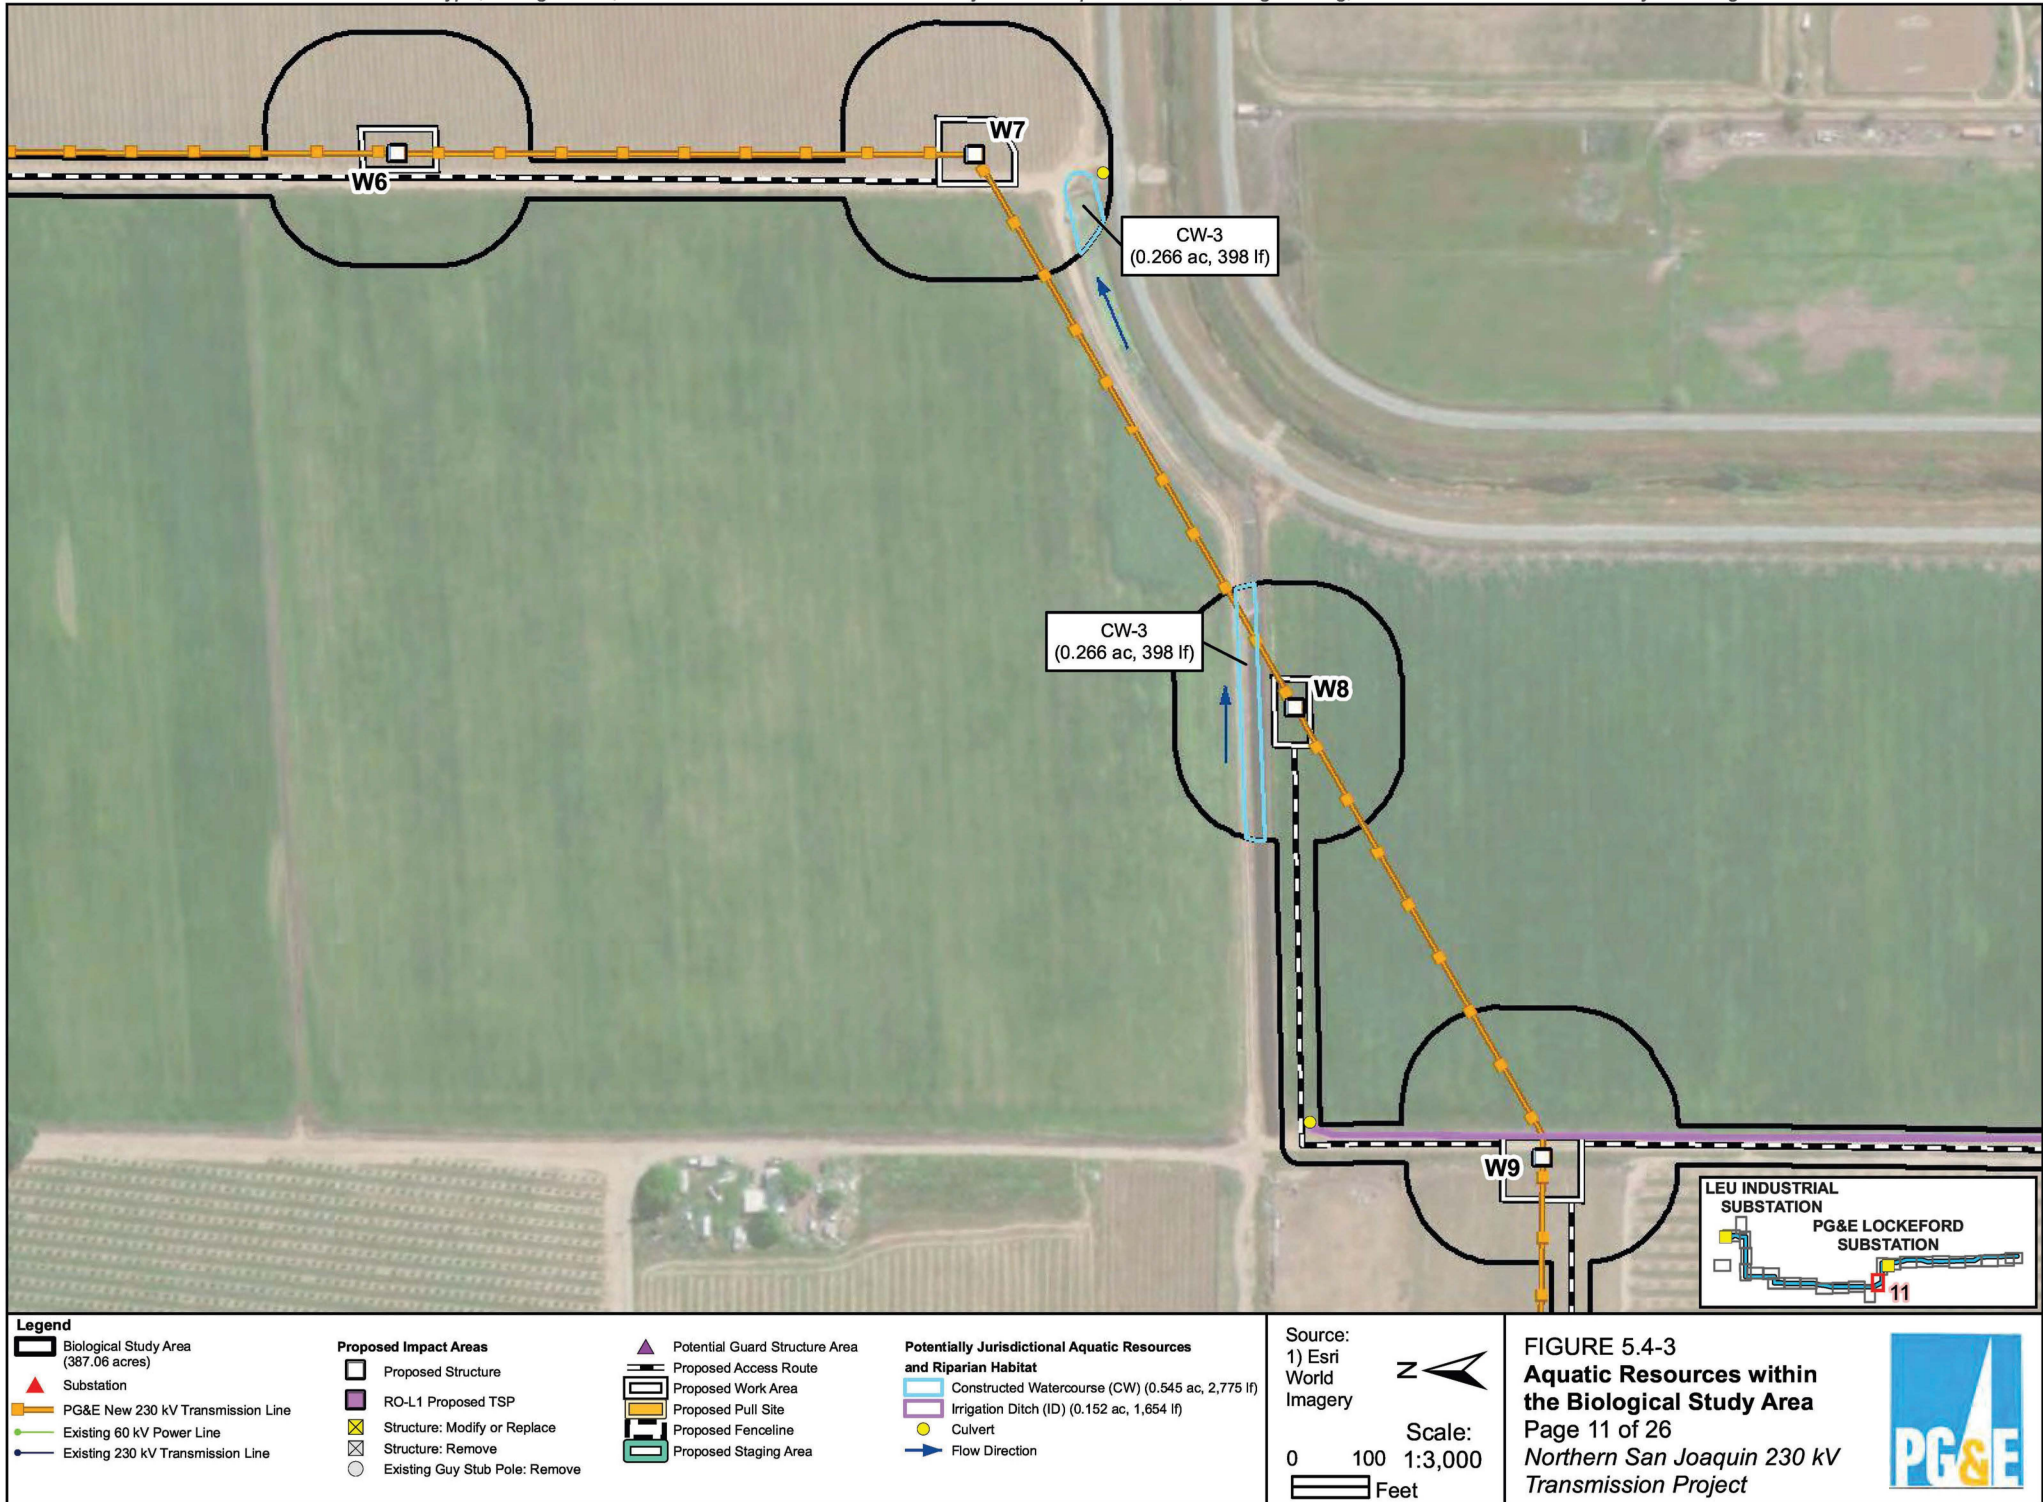 W6
W7
CW-3
(0.266 ac, 398 lf)
CW-3
(0.266 ac, 398 lf)
W8
W9
LEU INDUSTRIAL
SUBSTATION
PG&E LOCKEFORD
SUBSTATION
11
Legend
Biological Study Area
(387.06 acres)
Substation
PG&E New 230 kV Transmission Line
Existing 60 kV Power Line
Existing 230 kV Transmission Line
Proposed Impact Areas
Proposed Structure
RO-L1 Proposed TSP
Structure: Modify or Replace
Structure: Remove
Existing Guy Stub Pole: Remove
Potential Guard Structure Area
Proposed Access Route
Proposed Work Area
Proposed Pull Site
Proposed Fenceline
Proposed Staging Area
Potentially Jurisdictional Aquatic Resources
and Riparian Habitat
Constructed Watercourse (CW) (0.545 ac, 2,775 lf)
Irrigation Ditch (ID) (0.152 ac, 1,654 lf)
Culvert
Flow Direction
Source:
1) Esri
World
Imagery
N
Scale:
0 100 1:3,000
Feet
FIGURE 5.4-3
Aquatic Resources within
the Biological Study Area
Page 11 of 26
Northern San Joaquin 230 kV
Transmission Project
PG&E